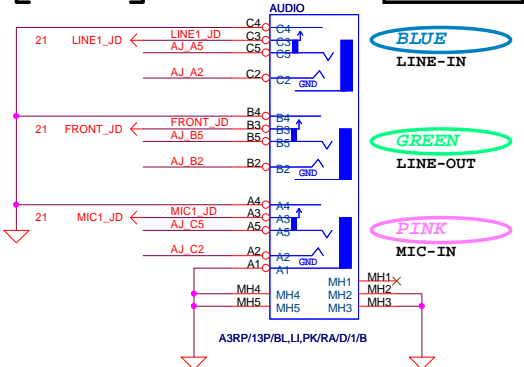 AUDIO
C4 C4
21 LINE1_JD LINE1_JD C3 C3 BLUE
AJ_A5 C5 C5
LINE-IN
AJ_A2 C2 C2
GND
B4 B4
21 FRONT_JD FRONT_JD B3 B3 GREEN
AJ_B5 B5 B5
LINE-OUT
AJ_B2 B2 B2
GND
A4 A4
21 MIC1_JD MIC1_JD A3 A3 PINK
AJ_C5 A5 A5
MIC-IN
AJ_C2 A2 A2
GND
A1 A1
MH1 MH1
MH4 MH4 MH2 MH2
MH5 MH5 MH3 MH3
A3RP/13P/BL,LI,PK/RA/D/1/B